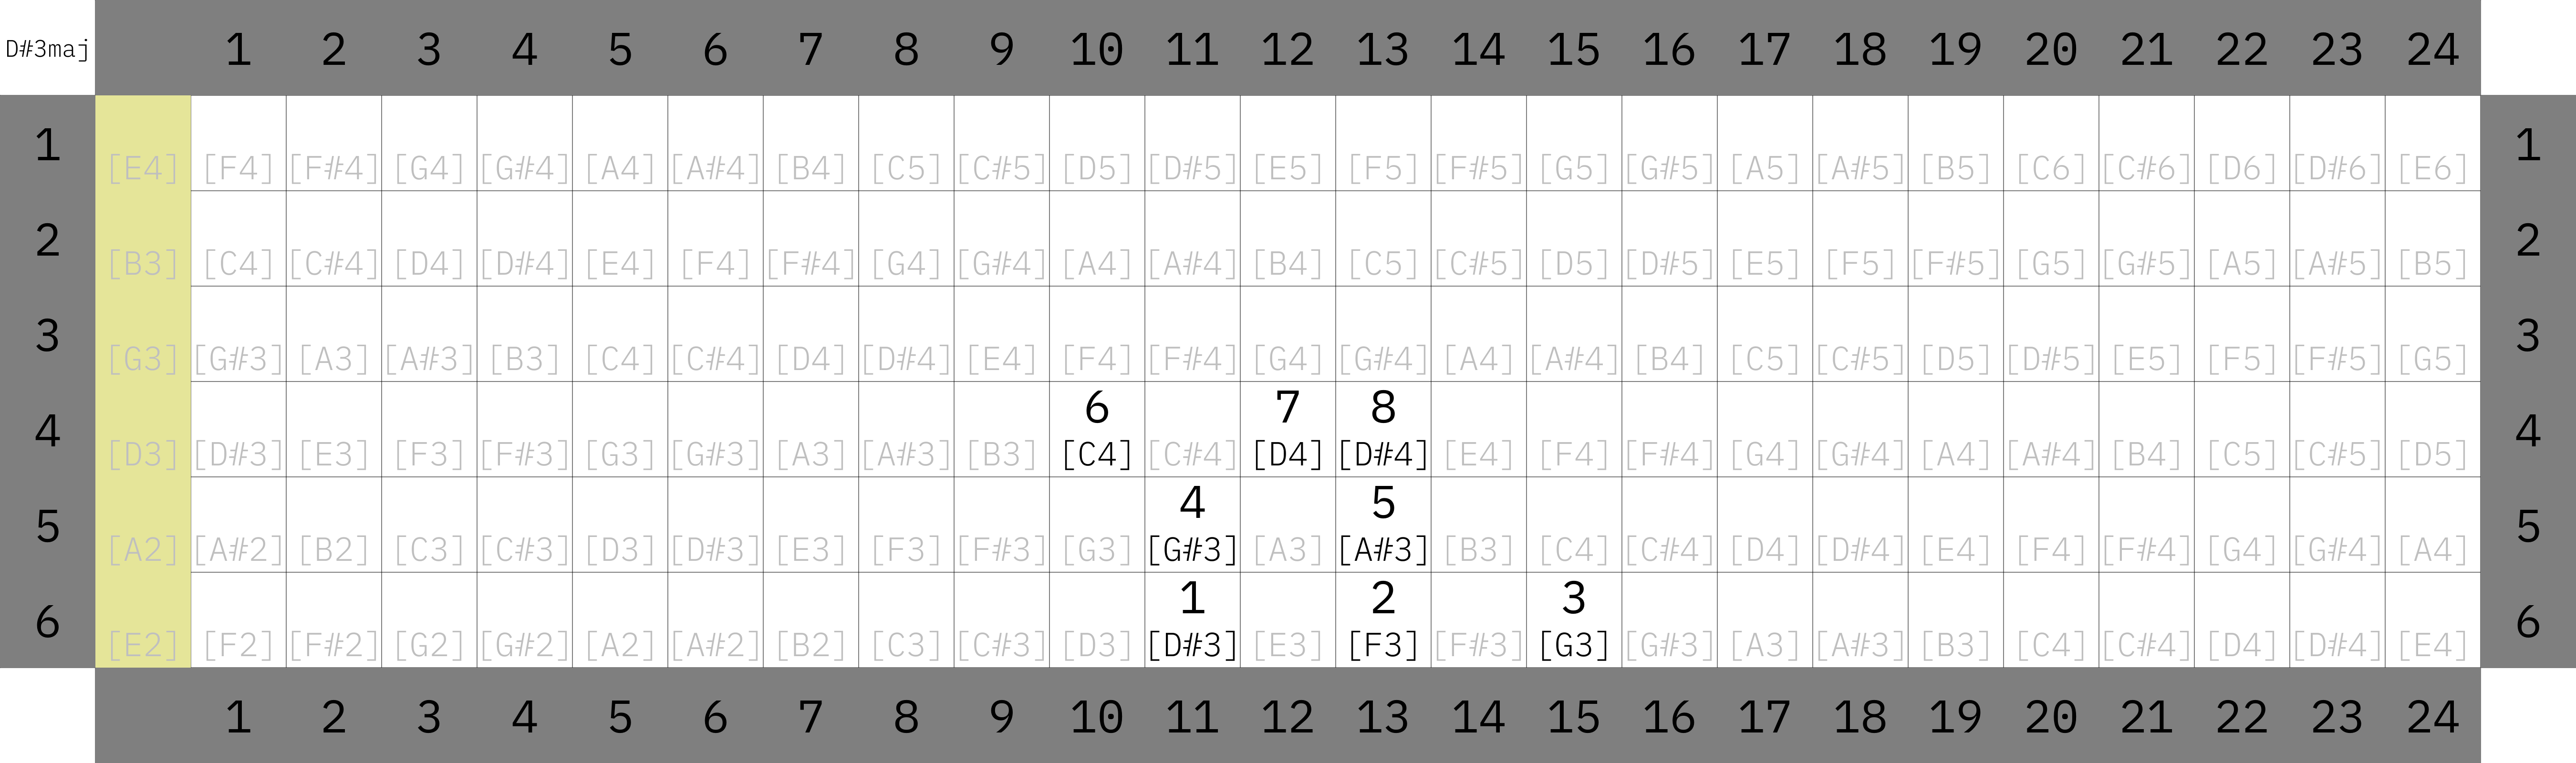 D#3maj 1 2 3 4 5 6 7 8 9 10 11 12 13 14 15 16 17 18 19 20 21 22 23 24
1 [E4] [F4] [F#4] [G4] [G#4] [A4] [A#4] [B4] [C5] [C#5] [D5] [D#5] [E5] [F5] [F#5] [G5] [G#5] [A5] [A#5] [B5] [C6] [C#6] [D6] [D#6] [E6] 1
2 [B3] [C4] [C#4] [D4] [D#4] [E4] [F4] [F#4] [G4] [G#4] [A4] [A#4] [B4] [C5] [C#5] [D5] [D#5] [E5] [F5] [F#5] [G5] [G#5] [A5] [A#5] [B5] 2
3 [G3] [G#3] [A3] [A#3] [B3] [C4] [C#4] [D4] [D#4] [E4] [F4] [F#4] [G4] [G#4] [A4] [A#4] [B4] [C5] [C#5] [D5] [D#5] [E5] [F5] [F#5] [G5] 3
6 7 8
4 [D3] [D#3] [E3] [F3] [F#3] [G3] [G#3] [A3] [A#3] [B3] [C4] [C#4] [D4] [D#4] [E4] [F4] [F#4] [G4] [G#4] [A4] [A#4] [B4] [C5] [C#5] [D5] 4
4 5
5 [A2] [A#2] [B2] [C3] [C#3] [D3] [D#3] [E3] [F3] [F#3] [G3] [G#3] [A3] [A#3] [B3] [C4] [C#4] [D4] [D#4] [E4] [F4] [F#4] [G4] [G#4] [A4] 5
1 2 3
6 [E2] [F2] [F#2] [G2] [G#2] [A2] [A#2] [B2] [C3] [C#3] [D3] [D#3] [E3] [F3] [F#3] [G3] [G#3] [A3] [A#3] [B3] [C4] [C#4] [D4] [D#4] [E4] 6
1 2 3 4 5 6 7 8 9 10 11 12 13 14 15 16 17 18 19 20 21 22 23 24